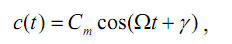 c(t) = C_m cos(Ωt + γ) ,